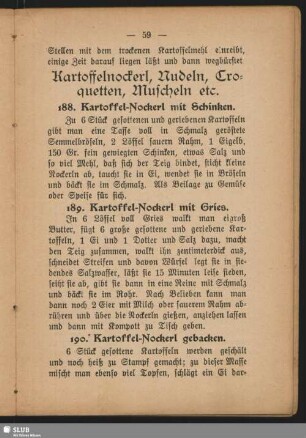 — 59 —
Stellen mit dem trockenen Kartoffelmehl einreibt,
einige Zeit darauf liegen läßt und dann wegbürstet
Kartoffelnockerl, Nudeln, Cro-
quetten, Muscheln etc.
188. Kartoffel-Nockerl mit Schinken.
Zu 6 Stück gesottenen und geriebenen Kartoffeln
gibt man eine Tasse voll in Schmalz geröstete
Semmelbröseln, 2 Löffel sauern Rahm, 1 Eigelb,
150 Gr. fein gewiegten Schinken, etwas Salz und
so viel Mehl, daß sich der Teig bindet, sticht kleine
Nockerln ab, taucht sie in Ei, wendet sie in Bröseln
und bäckt sie im Schmalz. Als Beilage zu Gemüse
oder Speise für sich.
189. Kartoffel-Nockerl mit Gries.
In 6 Löffel voll Gries walkt man eigroß
Butter, fügt 6 große gesottene und geriebene Kar-
toffeln, 1 Ei und 1 Dotter und Salz dazu, macht
den Teig zusammen, walkt ihn zentimeterdick aus,
schneidet Streifen und davon Würfel legt sie in sie-
dendes Salzwasser, läßt sie 15 Minuten leise sieden,
seiht sie ab, gibt sie dann in eine Reine mit Schmalz
und bäckt sie im Rohr. Nach Belieben kann man
dann noch 2 Eier mit Milch oder sauerem Rahm ab-
rühren und über die Nockerln gießen, anziehen lassen
und dann mit Kompott zu Tisch geben.
190. Kartoffel-Nockerl gebacken.
6 Stück gesottene Kartoffeln werden geschält
und noch heiß zu Stampf gemacht; zu dieser Masse
mischt man ebenso viel Topfen, schlägt ein Ei dar-
SLUB